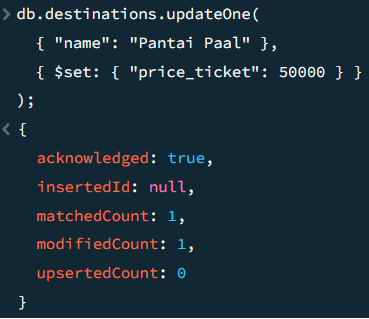 > db.destinations.updateOne(
{ "name": "Pantai Paal" },
{ $set: { "price_ticket": 50000 } }
);
< {
acknowledged: true,
insertedId: null,
matchedCount: 1,
modifiedCount: 1,
upsertedCount: 0
}